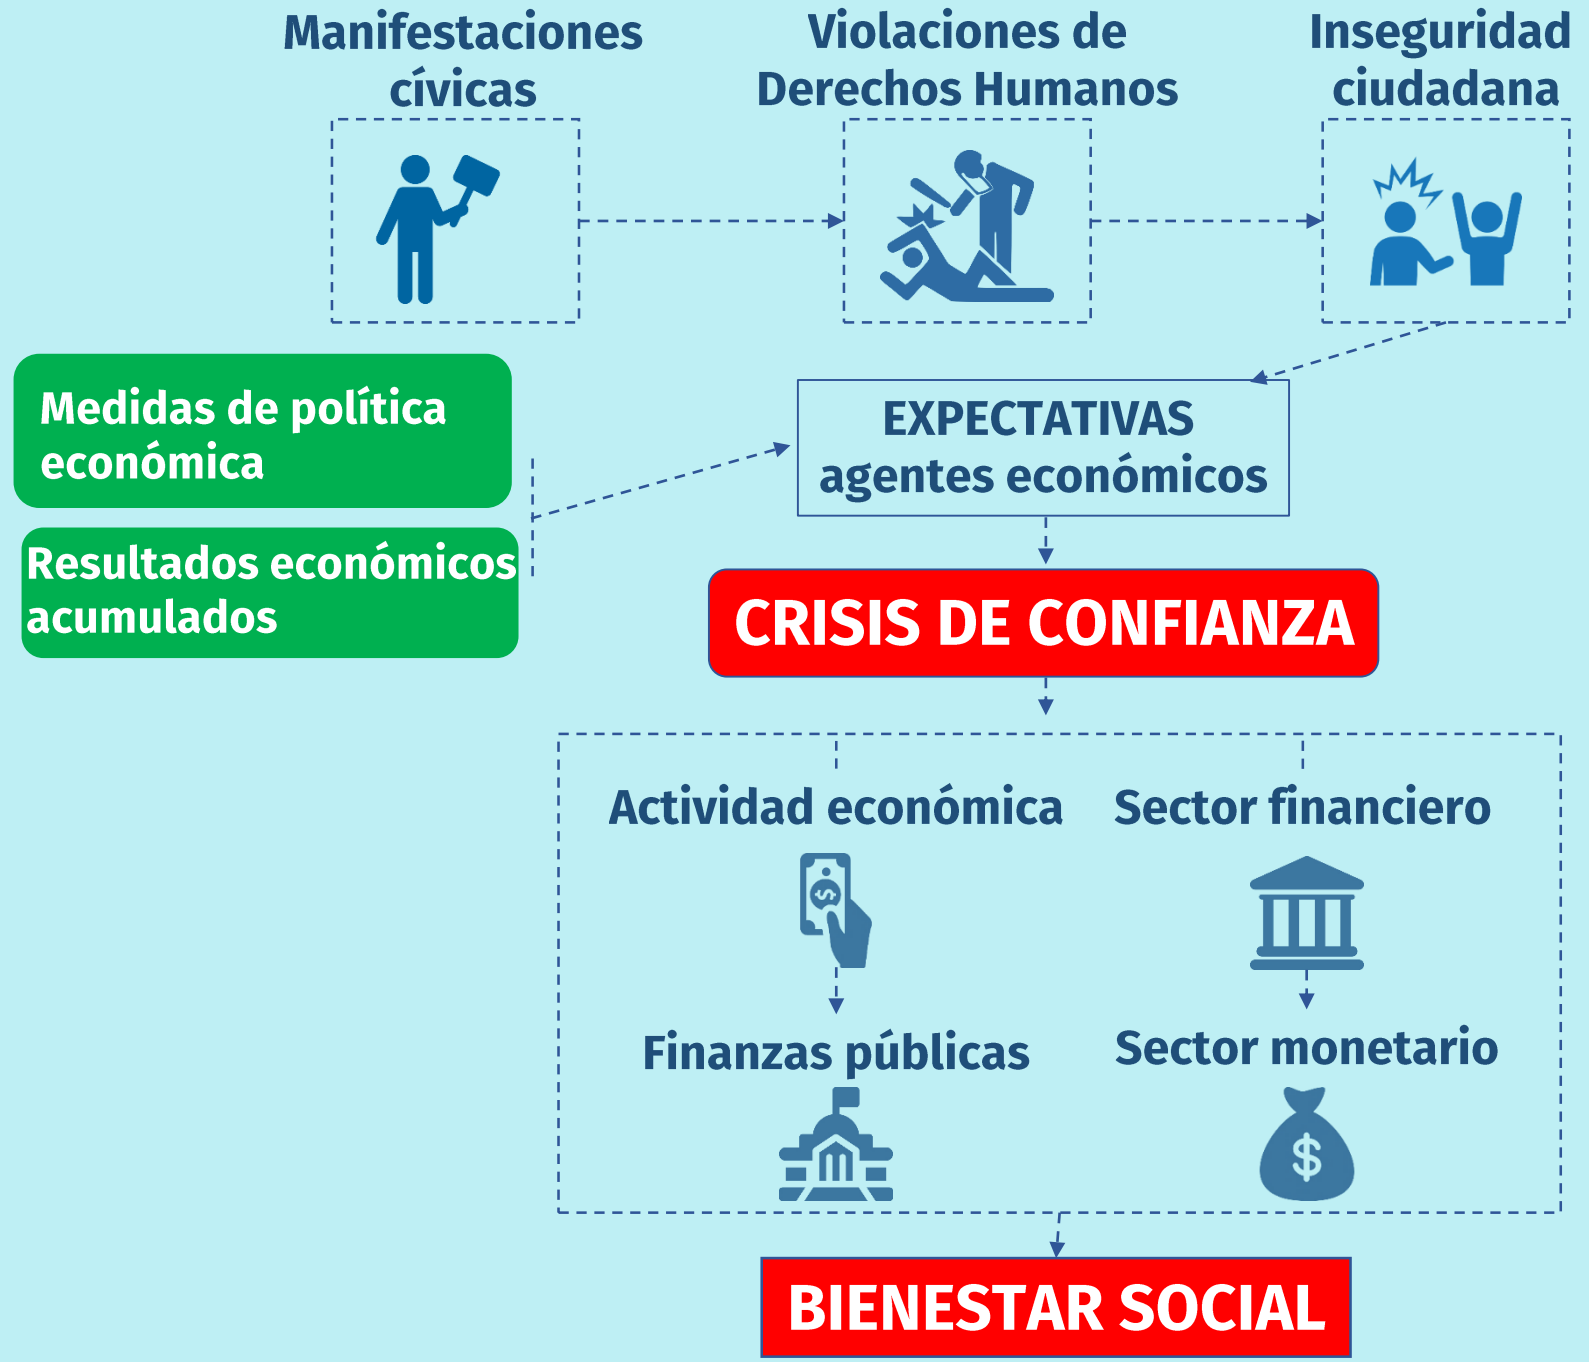 Manifestaciones
cívicas
Violaciones de
Derechos Humanos
Inseguridad
ciudadana
Medidas de política
económica
Resultados económicos
acumulados
EXPECTATIVAS
agentes económicos
CRISIS DE CONFIANZA
Actividad económica
Sector financiero
Finanzas públicas
Sector monetario
$
$
BIENESTAR SOCIAL